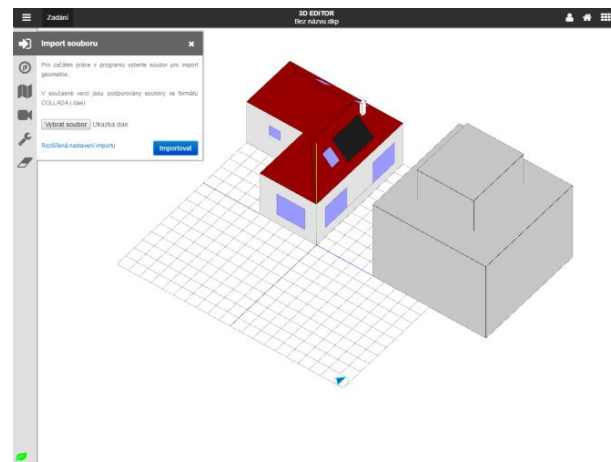 Zadání
3D EDITOR
Bez názvu.dkp
Import souboru
Pro začátek práce v programu vyberte soubor pro import
geometrie.
V současné verzi jsou podporovány soubory ve formátu
COLLADA (.dae)
Vybrat soubor Ukazka.dae
Rozšířená nastavení importu
Importovat